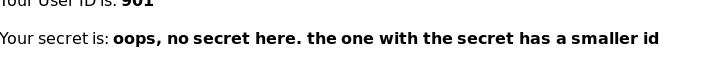 Your User ID is: 901
Your secret is: oops, no secret here. the one with the secret has a smaller id